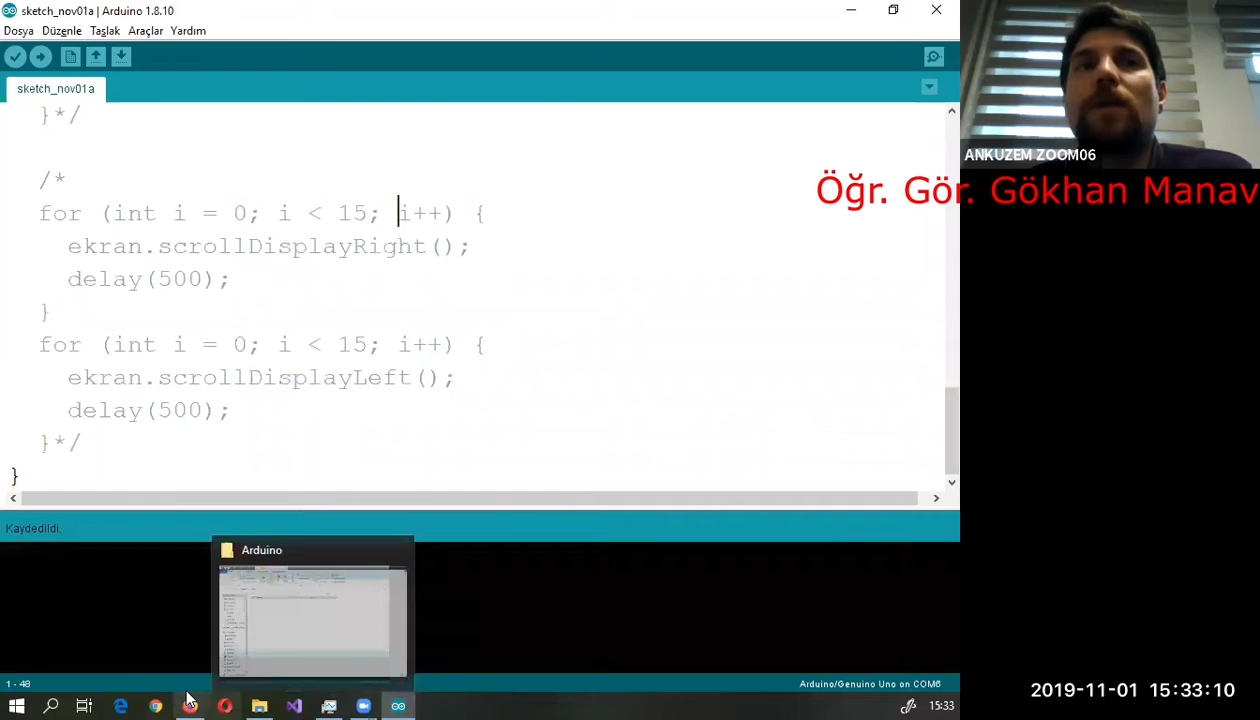 sketch_nov01a | Arduino 1.8.10
Dosya Düzenle Taşlak Araçlar Yardım
sketch_nov01a
}*/
/*
for (int i = 0; i < 15; i++) {
ekran.scrollDisplayRight();
delay(500);
}
for (int i = 0; i < 15; i++) {
ekran.scrollDisplayLeft();
delay(500);
}*/
}
Kaydedildi.
Arduino
1 - 48
Arduino/Genuino Uno on COM6
15:33
ANKUZEM ZOOM06
Öğr. Gör. Gökhan Manav
2019-11-01 15:33:10